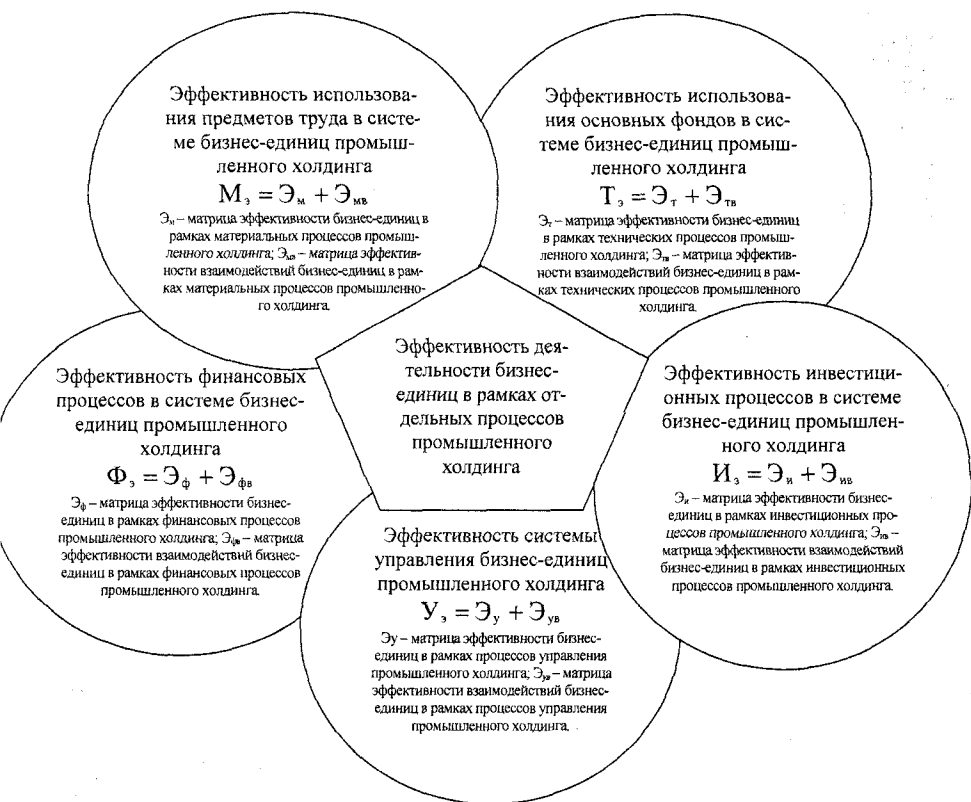 Эффективность использова-
ния предметов труда в систе-
ме бизнес-единиц промыш-
ленного холдинга
Мэ = Эм + Эмв
Эм – матрица эффективности бизнес-единиц в
рамках материальных процессов промыш-
ленного холдинга; Эмв – матрица эффектив-
ности взаимодействий бизнес-единиц в рам-
ках материальных процессов промышленно-
го холдинга.
Эффективность использова-
ния основных фондов в сис-
теме бизнес-единиц промыш-
ленного холдинга
Тэ = Эт + Этв
Эт – матрица эффективности бизнес-единиц
в рамках технических процессов промыш-
ленного холдинга; Этв – матрица эффектив-
ности взаимодействий бизнес-единиц в рам-
ках технических процессов промышленного
холдинга.
Эффективность дея-
тельности бизнес-
единиц в рамках от-
дельных процессов
промышленного
холдинга
Эффективность финансовых
процессов в системе бизнес-
единиц промышленного
холдинга
Фэ = Эф + Эфв
Эф – матрица эффективности бизнес-
единиц в рамках финансовых процессов
промышленного холдинга; Эфв – матрица
эффективности взаимодействий бизнес-
единиц в рамках финансовых процессов
промышленного холдинга.
Эффективность инвестици-
онных процессов в системе
бизнес-единиц промышлен-
ного холдинга
Иэ = Эи + Эив
Эи – матрица эффективности бизнес-
единиц в рамках инвестиционных про-
цессов промышленного холдинга; Эив –
матрица эффективности взаимодействий
бизнес-единиц в рамках инвестиционных
процессов промышленного холдинга.
Эффективность системы
управления бизнес-единиц
промышленного холдинга
Уэ = Эу + Эув
Эу – матрица эффективности бизнес-
единиц в рамках процессов управления
промышленного холдинга; Эув – матрица
эффективности взаимодействий бизнес-
единиц в рамках процессов управления
промышленного холдинга.